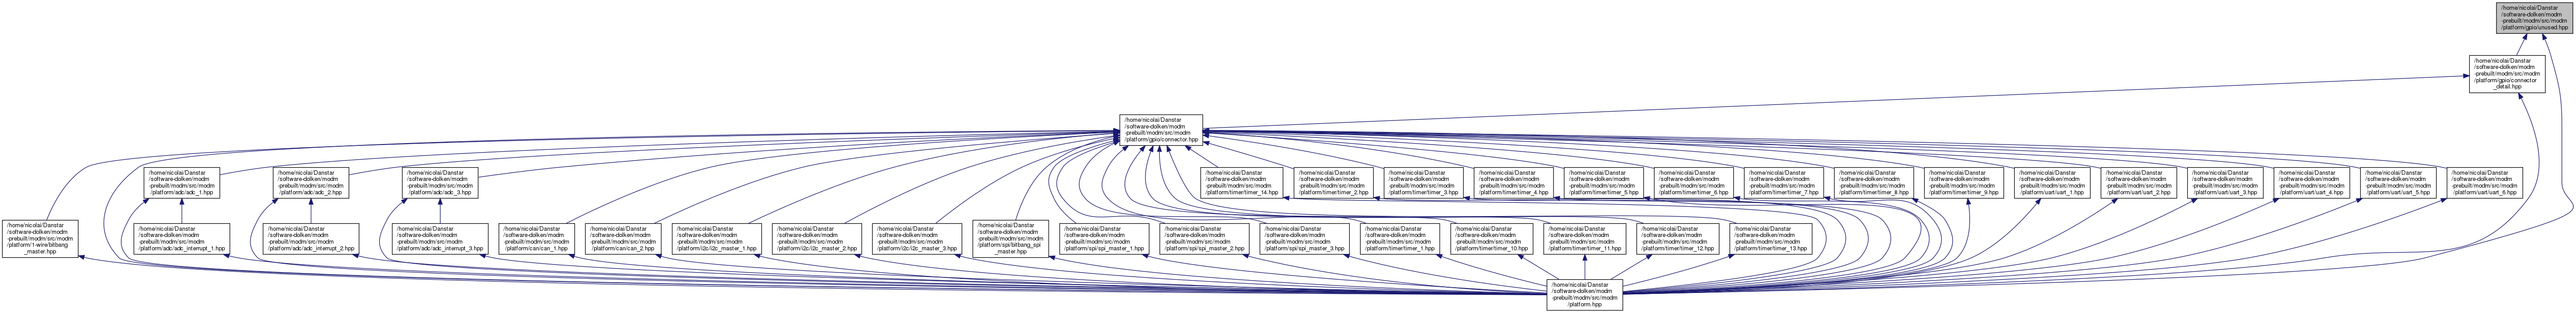 /home/nicolai/Danstar
/software-dolken/modm
-prebuilt/modm/src/modm
/platform/gpio/unused.hpp
/home/nicolai/Danstar
/software-dolken/modm
-prebuilt/modm/src/modm
/platform/gpio/connector
_detail.hpp
/home/nicolai/Danstar
/software-dolken/modm
-prebuilt/modm/src/modm
/platform/gpio/connector.hpp
/home/nicolai/Danstar
/software-dolken/modm
-prebuilt/modm/src/modm
/platform/adc/adc_1.hpp
/home/nicolai/Danstar
/software-dolken/modm
-prebuilt/modm/src/modm
/platform/adc/adc_2.hpp
/home/nicolai/Danstar
/software-dolken/modm
-prebuilt/modm/src/modm
/platform/adc/adc_3.hpp
/home/nicolai/Danstar
/software-dolken/modm
-prebuilt/modm/src/modm
/platform/timer/timer_14.hpp
/home/nicolai/Danstar
/software-dolken/modm
-prebuilt/modm/src/modm
/platform/timer/timer_2.hpp
/home/nicolai/Danstar
/software-dolken/modm
-prebuilt/modm/src/modm
/platform/timer/timer_3.hpp
/home/nicolai/Danstar
/software-dolken/modm
-prebuilt/modm/src/modm
/platform/timer/timer_4.hpp
/home/nicolai/Danstar
/software-dolken/modm
-prebuilt/modm/src/modm
/platform/timer/timer_5.hpp
/home/nicolai/Danstar
/software-dolken/modm
-prebuilt/modm/src/modm
/platform/timer/timer_6.hpp
/home/nicolai/Danstar
/software-dolken/modm
-prebuilt/modm/src/modm
/platform/timer/timer_7.hpp
/home/nicolai/Danstar
/software-dolken/modm
-prebuilt/modm/src/modm
/platform/timer/timer_8.hpp
/home/nicolai/Danstar
/software-dolken/modm
-prebuilt/modm/src/modm
/platform/timer/timer_9.hpp
/home/nicolai/Danstar
/software-dolken/modm
-prebuilt/modm/src/modm
/platform/uart/uart_1.hpp
/home/nicolai/Danstar
/software-dolken/modm
-prebuilt/modm/src/modm
/platform/uart/uart_2.hpp
/home/nicolai/Danstar
/software-dolken/modm
-prebuilt/modm/src/modm
/platform/uart/uart_3.hpp
/home/nicolai/Danstar
/software-dolken/modm
-prebuilt/modm/src/modm
/platform/uart/uart_4.hpp
/home/nicolai/Danstar
/software-dolken/modm
-prebuilt/modm/src/modm
/platform/uart/uart_5.hpp
/home/nicolai/Danstar
/software-dolken/modm
-prebuilt/modm/src/modm
/platform/uart/uart_6.hpp
/home/nicolai/Danstar
/software-dolken/modm
-prebuilt/modm/src/modm
/platform/1-wire/bitbang
_master.hpp
/home/nicolai/Danstar
/software-dolken/modm
-prebuilt/modm/src/modm
/platform/adc/adc_interrupt_1.hpp
/home/nicolai/Danstar
/software-dolken/modm
-prebuilt/modm/src/modm
/platform/adc/adc_interrupt_2.hpp
/home/nicolai/Danstar
/software-dolken/modm
-prebuilt/modm/src/modm
/platform/adc/adc_interrupt_3.hpp
/home/nicolai/Danstar
/software-dolken/modm
-prebuilt/modm/src/modm
/platform/can/can_1.hpp
/home/nicolai/Danstar
/software-dolken/modm
-prebuilt/modm/src/modm
/platform/can/can_2.hpp
/home/nicolai/Danstar
/software-dolken/modm
-prebuilt/modm/src/modm
/platform/i2c/i2c_master_1.hpp
/home/nicolai/Danstar
/software-dolken/modm
-prebuilt/modm/src/modm
/platform/i2c/i2c_master_2.hpp
/home/nicolai/Danstar
/software-dolken/modm
-prebuilt/modm/src/modm
/platform/i2c/i2c_master_3.hpp
/home/nicolai/Danstar
/software-dolken/modm
-prebuilt/modm/src/modm
/platform/spi/bitbang_spi
_master.hpp
/home/nicolai/Danstar
/software-dolken/modm
-prebuilt/modm/src/modm
/platform/spi/spi_master_1.hpp
/home/nicolai/Danstar
/software-dolken/modm
-prebuilt/modm/src/modm
/platform/spi/spi_master_2.hpp
/home/nicolai/Danstar
/software-dolken/modm
-prebuilt/modm/src/modm
/platform/spi/spi_master_3.hpp
/home/nicolai/Danstar
/software-dolken/modm
-prebuilt/modm/src/modm
/platform/timer/timer_1.hpp
/home/nicolai/Danstar
/software-dolken/modm
-prebuilt/modm/src/modm
/platform/timer/timer_10.hpp
/home/nicolai/Danstar
/software-dolken/modm
-prebuilt/modm/src/modm
/platform/timer/timer_11.hpp
/home/nicolai/Danstar
/software-dolken/modm
-prebuilt/modm/src/modm
/platform/timer/timer_12.hpp
/home/nicolai/Danstar
/software-dolken/modm
-prebuilt/modm/src/modm
/platform/timer/timer_13.hpp
/home/nicolai/Danstar
/software-dolken/modm
-prebuilt/modm/src/modm
/platform.hpp